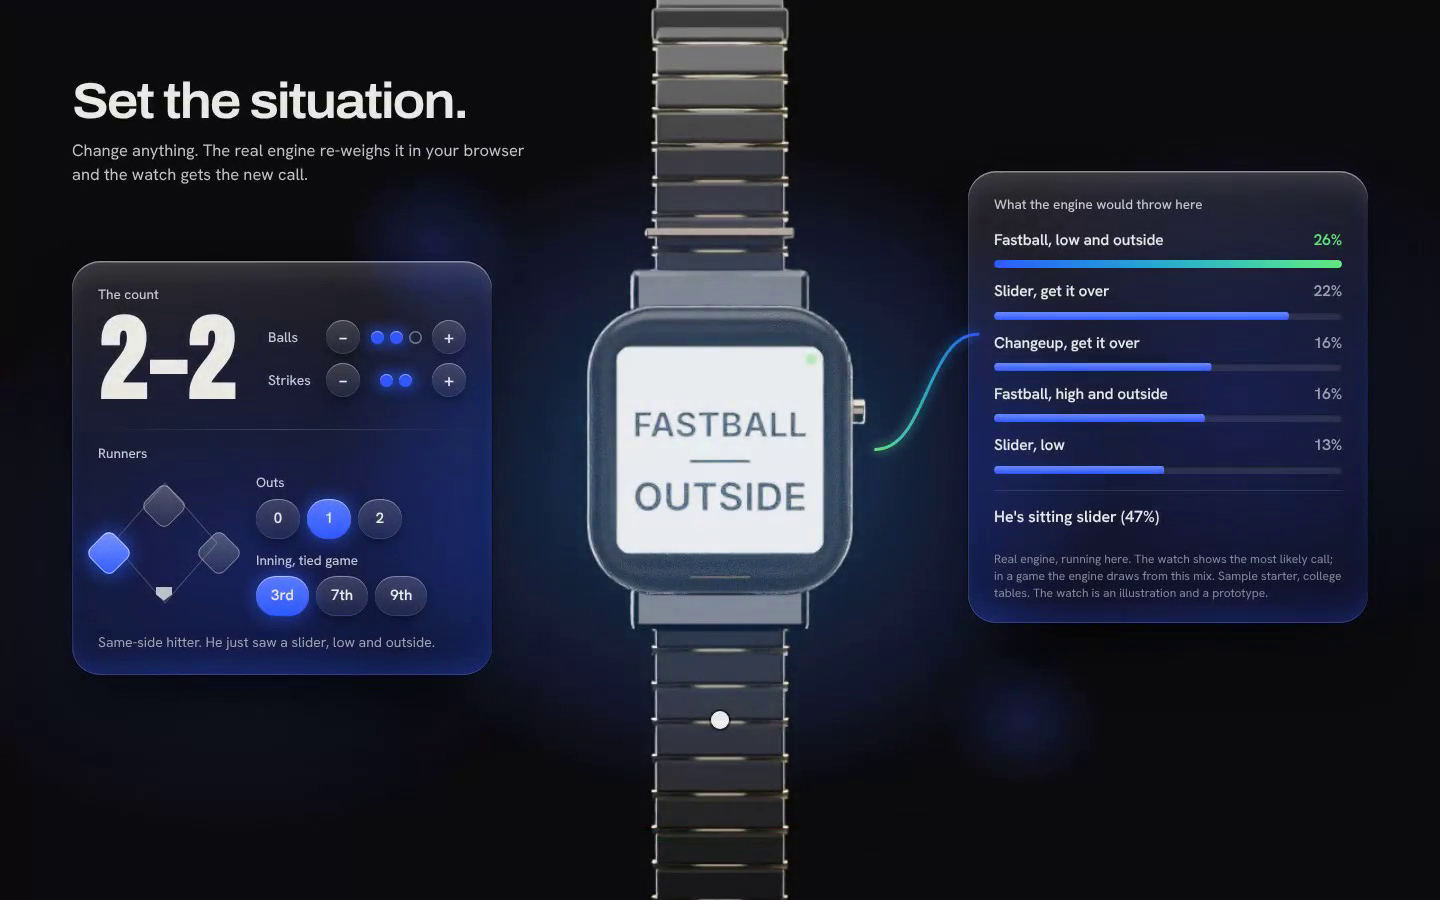 Set the situation.
Change anything. The real engine re-weighs it in your browser
and the watch gets the new call.
The count
2–2
Balls
–
+
Strikes
–
+
Runners
Outs
0
1
2
Inning, tied game
3rd
7th
9th
Same-side hitter. He just saw a slider, low and outside.
FASTBALL
—
OUTSIDE
What the engine would throw here
Fastball, low and outside 26%
Slider, get it over 22%
Changeup, get it over 16%
Fastball, high and outside 16%
Slider, low 13%
He's sitting slider (47%)
Real engine, running here. The watch shows the most likely call;
in a game the engine draws from this mix. Sample starter, college
tables. The watch is an illustration and a prototype.